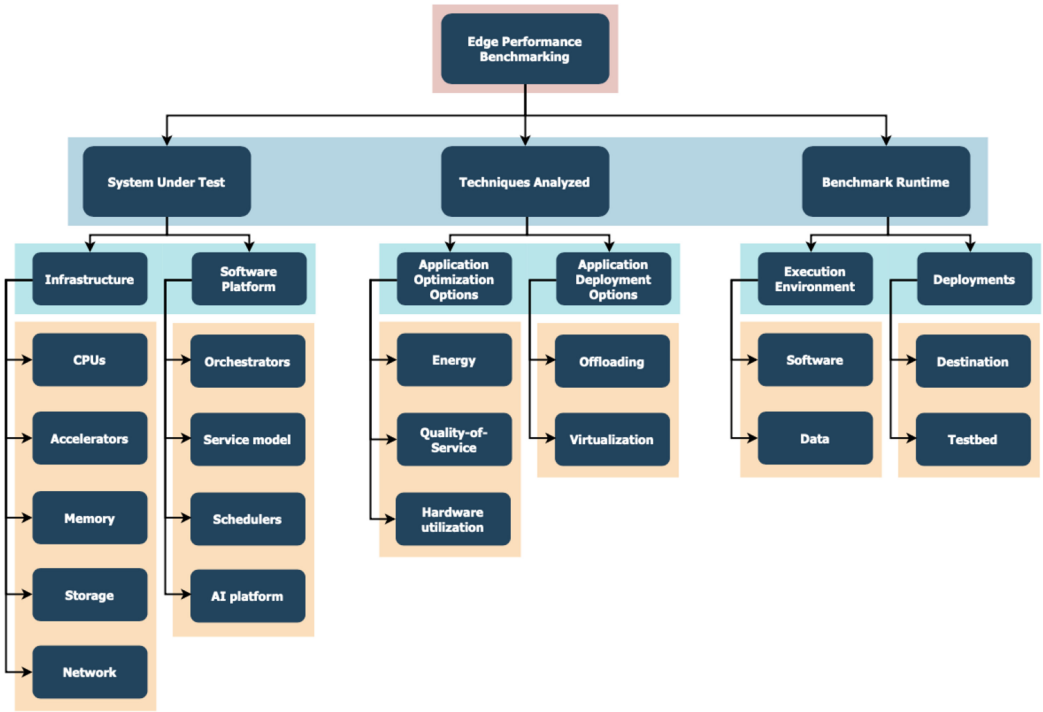 Edge Performance
Benchmarking
System Under Test
Techniques Analyzed
Benchmark Runtime
Infrastructure
Software
Platform
Application
Optimization
Options
Application
Deployment
Options
Execution
Environment
Deployments
CPUs
Accelerators
Memory
Storage
Network
Orchestrators
Service model
Schedulers
AI platform
Energy
Quality-of-
Service
Hardware
utilization
Offloading
Virtualization
Software
Data
Destination
Testbed